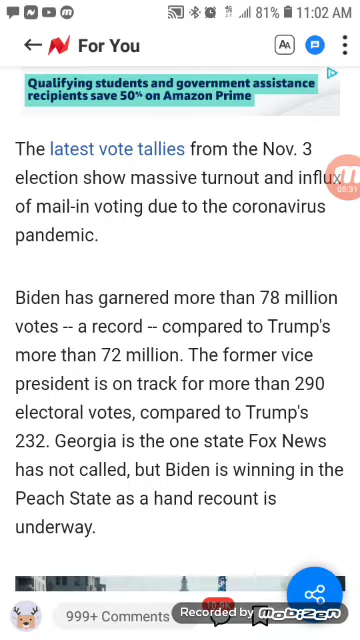 81% 11:02 AM
For You
AA
Qualifying students and government assistance
recipients save 50% on Amazon Prime
The latest vote tallies from the Nov. 3
election show massive turnout and influx
08:31
of mail-in voting due to the coronavirus
pandemic.
Biden has garnered more than 78 million
votes -- a record -- compared to Trump's
more than 72 million. The former vice
president is on track for more than 290
electoral votes, compared to Trump's
232. Georgia is the one state Fox News
has not called, but Biden is winning in the
Peach State as a hand recount is
underway.
999+ Comments
Recorded by mobizen